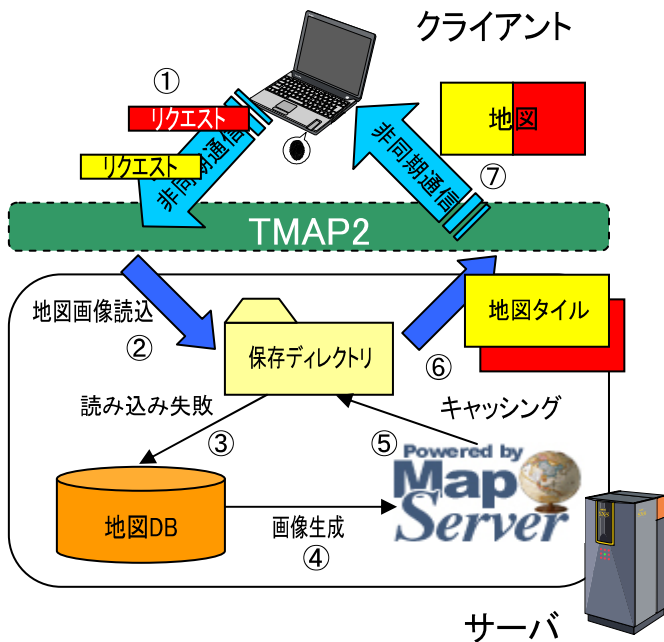 クライアント
①
リクエスト
リクエスト
非同期通信
非同期通信
地図
⑦
TMAP2
地図画像読込
②
保存ディレクトリ
地図タイル
⑥
読み込み失敗
③
キャッシング
⑤
Powered by
Map
Server
地図DB
画像生成
④
サーバ